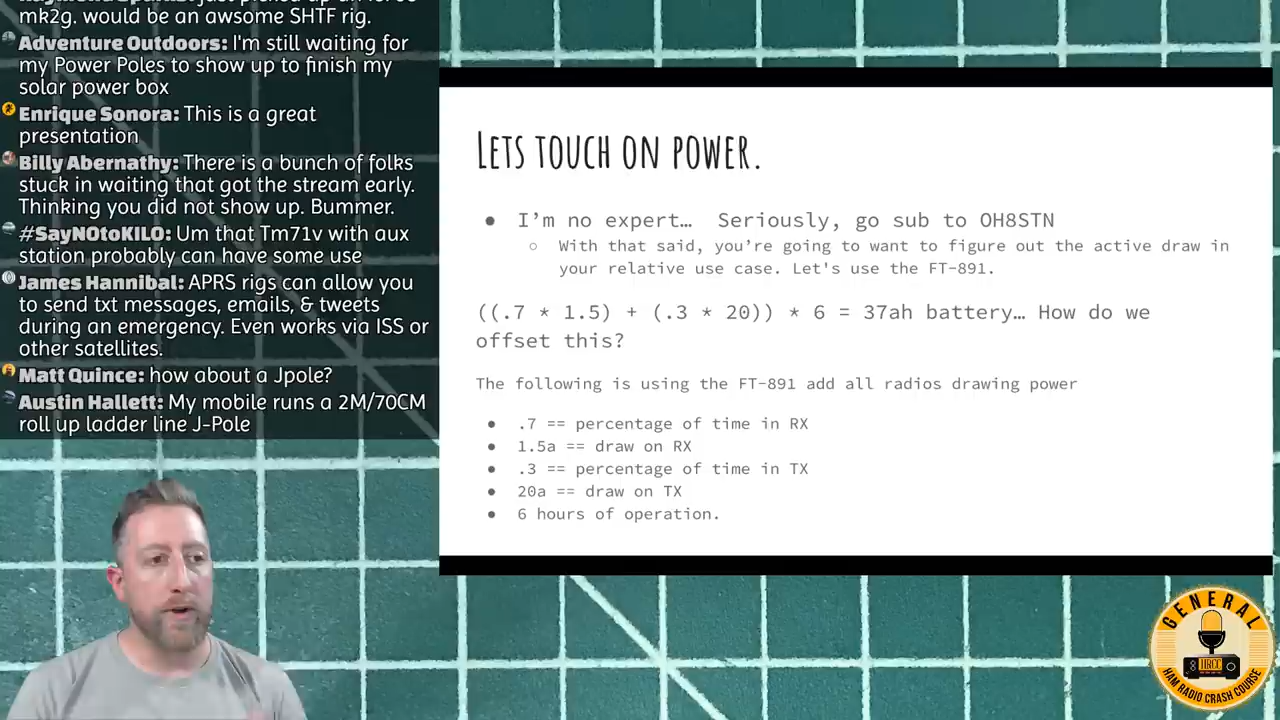 mk2g. would be an awsome SHTF rig.
Adventure Outdoors: I'm still waiting for
my Power Poles to show up to finish my
solar power box
Enrique Sonora: This is a great
presentation
Billy Abernathy: There is a bunch of folks
stuck in waiting that got the stream early.
Thinking you did not show up. Bummer.
#SayNOtoKILO: Um that Tm71v with aux
station probably can have some use
James Hannibal: APRS rigs can allow you
to send txt messages, emails, & tweets
during an emergency. Even works via ISS or
other satellites.
Matt Quince: how about a Jpole?
Austin Hallett: My mobile runs a 2M/70CM
roll up ladder line J-Pole
Lets touch on power.
● I'm no expert… Seriously, go sub to OH8STN
○ With that said, you're going to want to figure out the active draw in
your relative use case. Let's use the FT-891.
((.7 * 1.5) + (.3 * 20)) * 6 = 37ah battery… How do we
offset this?
The following is using the FT-891 add all radios drawing power
● .7 == percentage of time in RX
● 1.5a == draw on RX
● .3 == percentage of time in TX
● 20a == draw on TX
● 6 hours of operation.
GENERAL
HRCC
HAM RADIO CRASH COURSE